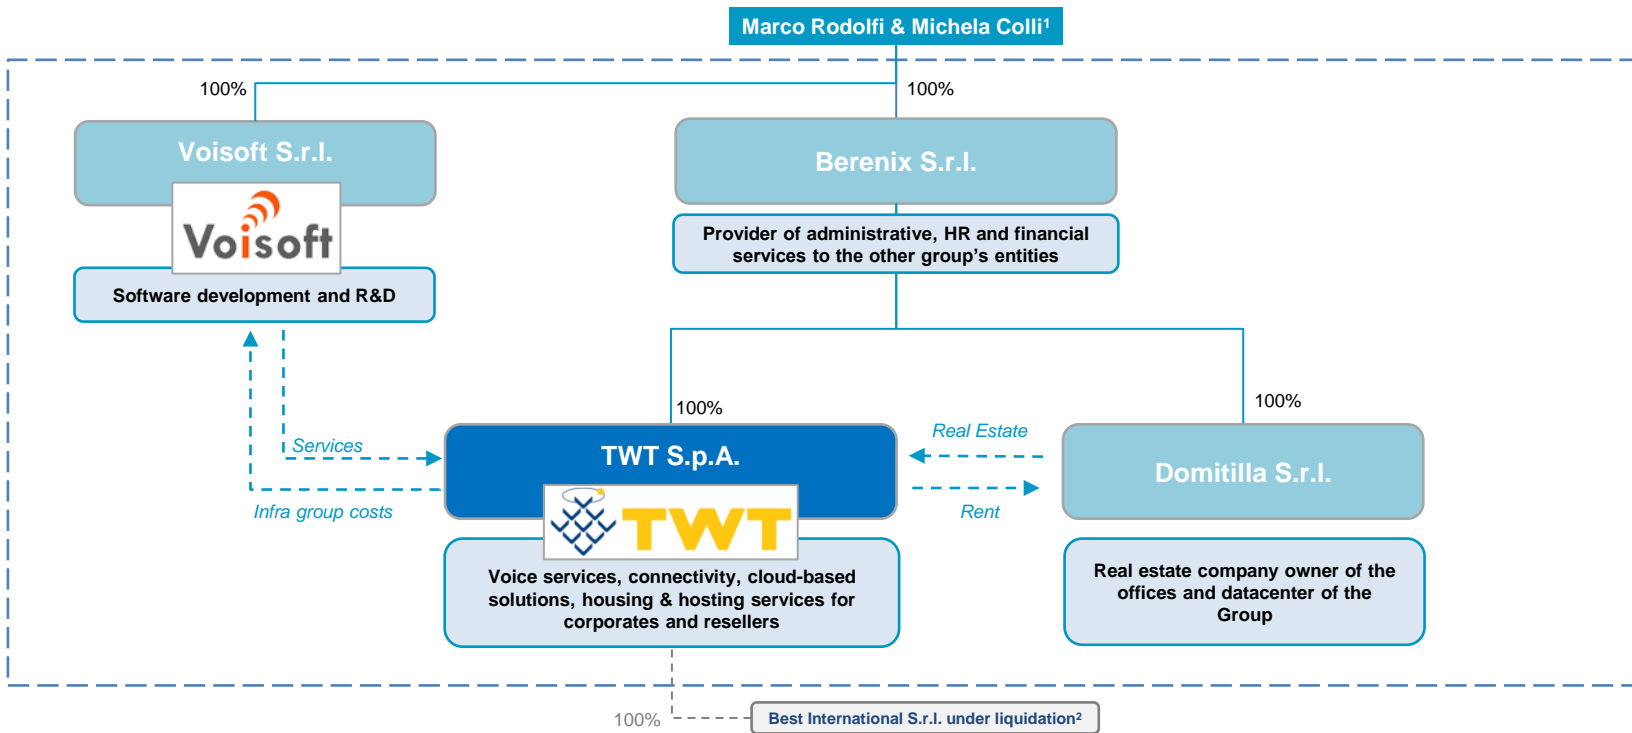 Marco Rodolfi & Michela Colli¹
100%
100%
Voisoft S.r.l.
Voisoft
Software development and R&D
Berenix S.r.l.
Provider of administrative, HR and financial
services to the other group's entities
100%
100%
Services
Infra group costs
TWT S.p.A.
TWT
Voice services, connectivity, cloud-based
solutions, housing & hosting services for
corporates and resellers
Real Estate
Rent
Domitilla S.r.l.
Real estate company owner of the
offices and datacenter of the
Group
100%
Best International S.r.l. under liquidation²